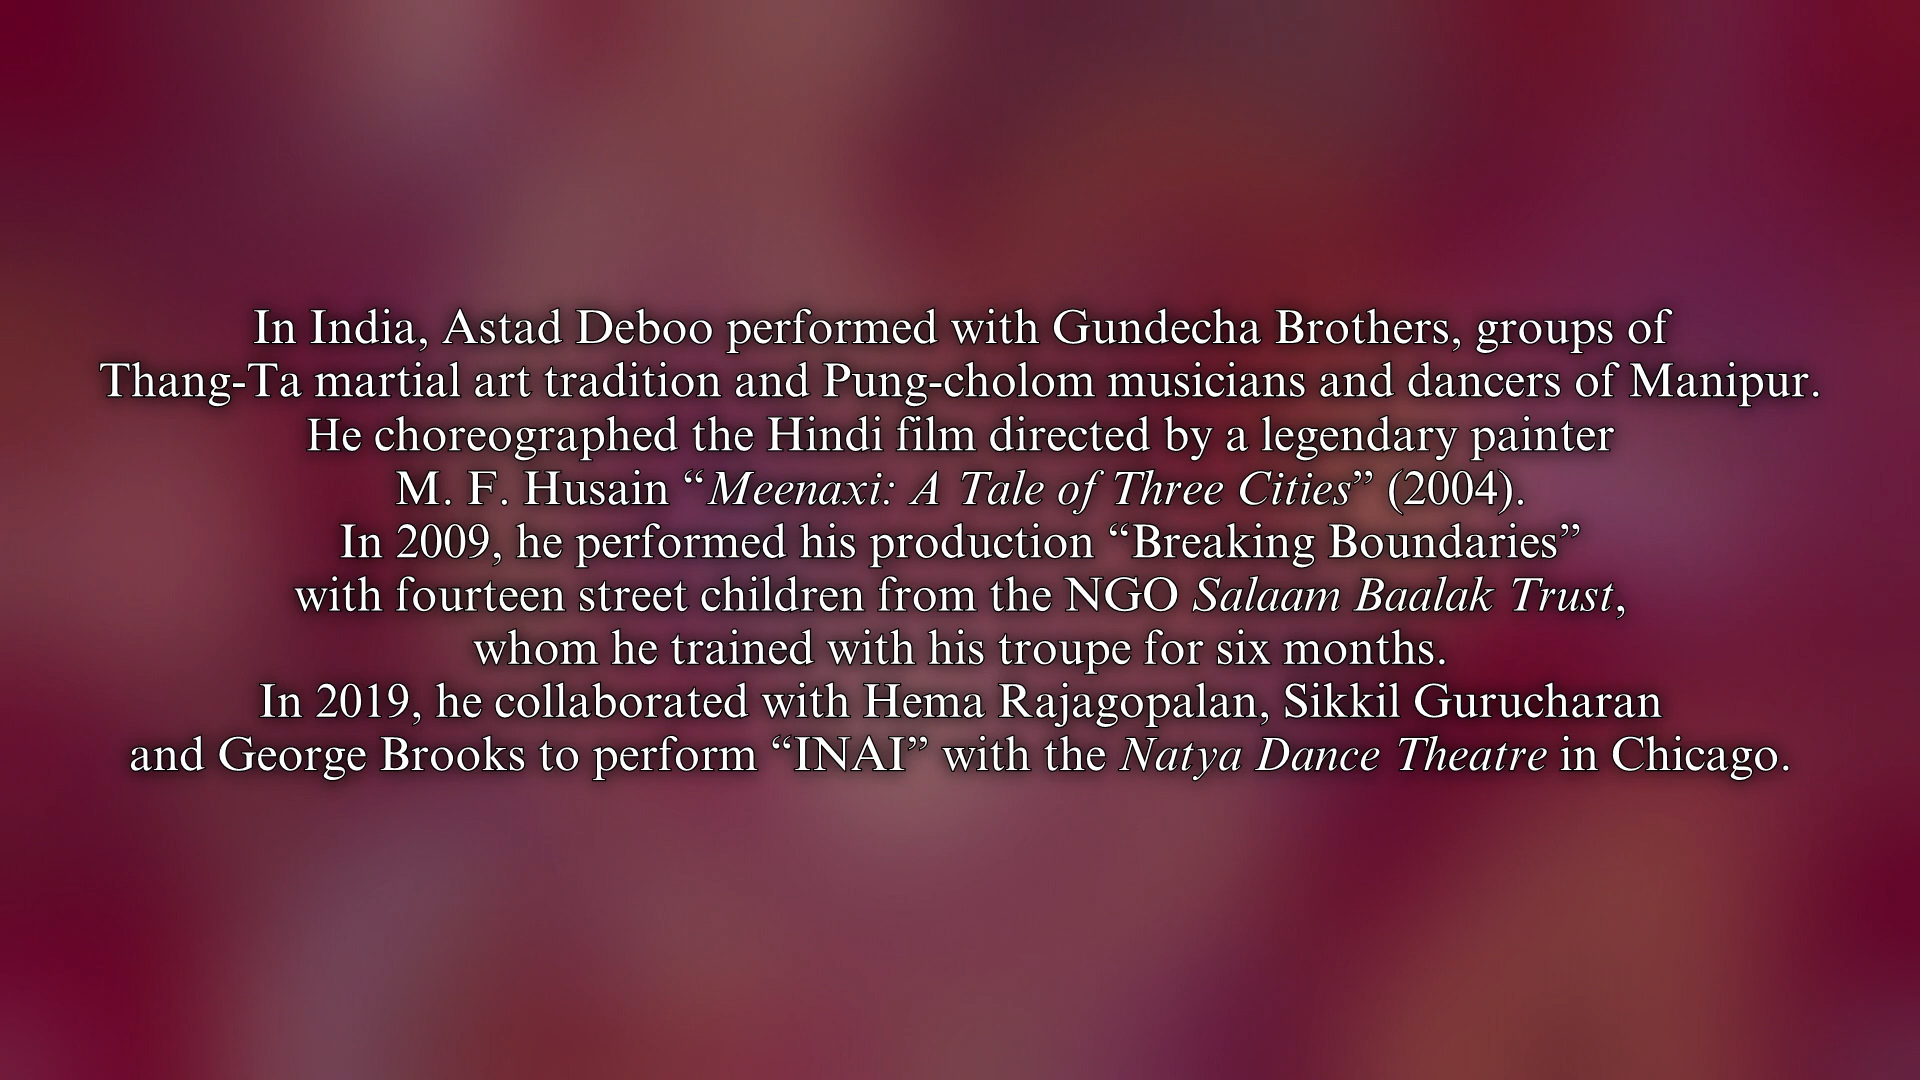 In India, Astad Deboo performed with Gundecha Brothers, groups of
Thang-Ta martial art tradition and Pung-cholom musicians and dancers of Manipur.
He choreographed the Hindi film directed by a legendary painter
M. F. Husain “Meenaxi: A Tale of Three Cities” (2004).
In 2009, he performed his production “Breaking Boundaries”
with fourteen street children from the NGO Salaam Baalak Trust,
whom he trained with his troupe for six months.
In 2019, he collaborated with Hema Rajagopalan, Sikkil Gurucharan
and George Brooks to perform “INAI” with the Natya Dance Theatre in Chicago.